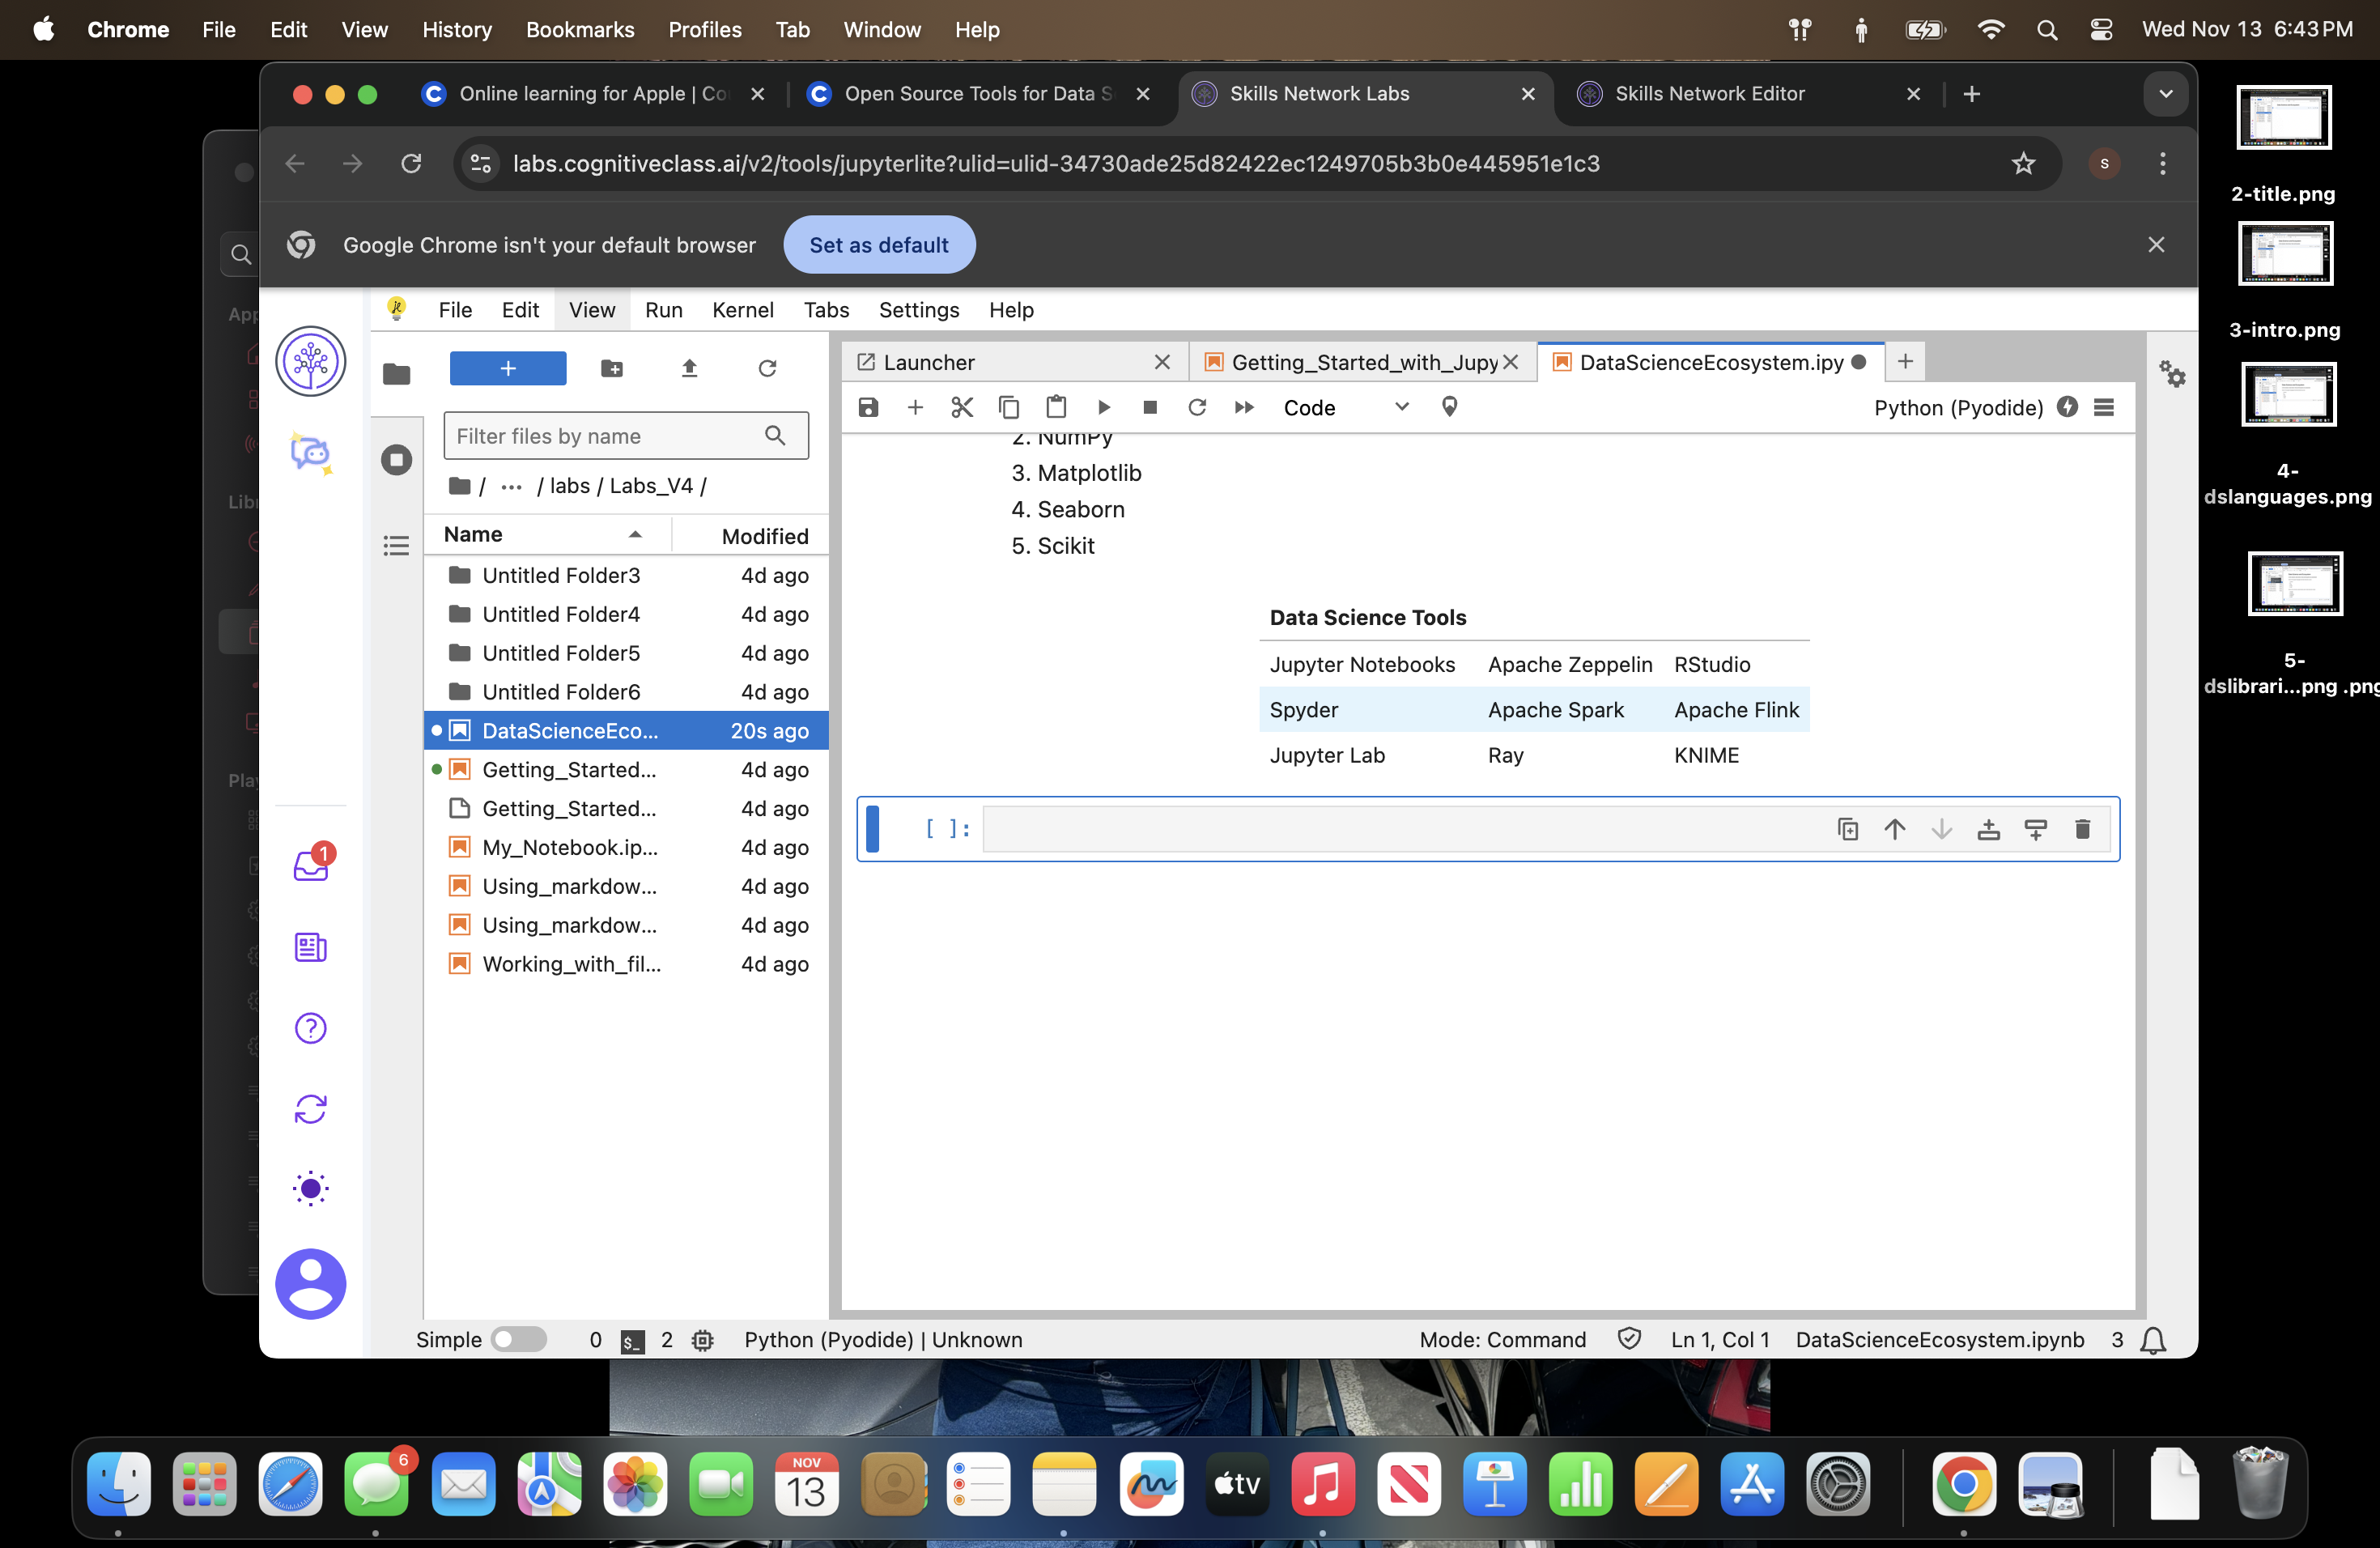 Chrome File Edit View History Bookmarks Profiles Tab Window Help Wed Nov 13 6:43 PM
Online learning for Apple | Co Open Source Tools for Data S Skills Network Labs Skills Network Editor
labs.cognitiveclass.ai/v2/tools/jupyterlite?ulid=ulid-34730ade25d82422ec1249705b3b0e445951e1c3 s
Google Chrome isn't your default browser Set as default
File Edit View Run Kernel Tabs Settings Help
Launcher Getting_Started_with_Jupy DataScienceEcosystem.ipy
Code Python (Pyodide)
Filter files by name
/ ... / labs / Labs_V4 /
Name Modified
Untitled Folder3 4d ago
Untitled Folder4 4d ago
Untitled Folder5 4d ago
Untitled Folder6 4d ago
DataScienceEco... 20s ago
Getting_Started... 4d ago
Getting_Started... 4d ago
My_Notebook.ip... 4d ago
Using_markdow... 4d ago
Using_markdow... 4d ago
Working_with_fil... 4d ago
2. NumPy
3. Matplotlib
4. Seaborn
5. Scikit
Data Science Tools
Jupyter Notebooks Apache Zeppelin RStudio
Spyder Apache Spark Apache Flink
Jupyter Lab Ray KNIME
[ ]:
1
Simple 0 $_ 2 Python (Pyodide) | Unknown Mode: Command Ln 1, Col 1 DataScienceEcosystem.ipynb 3
App
Libr
Play
2-title.png
3-intro.png
4-
dslanguages.png
5-
dslibrari...png .png
6
NOV
13
tv